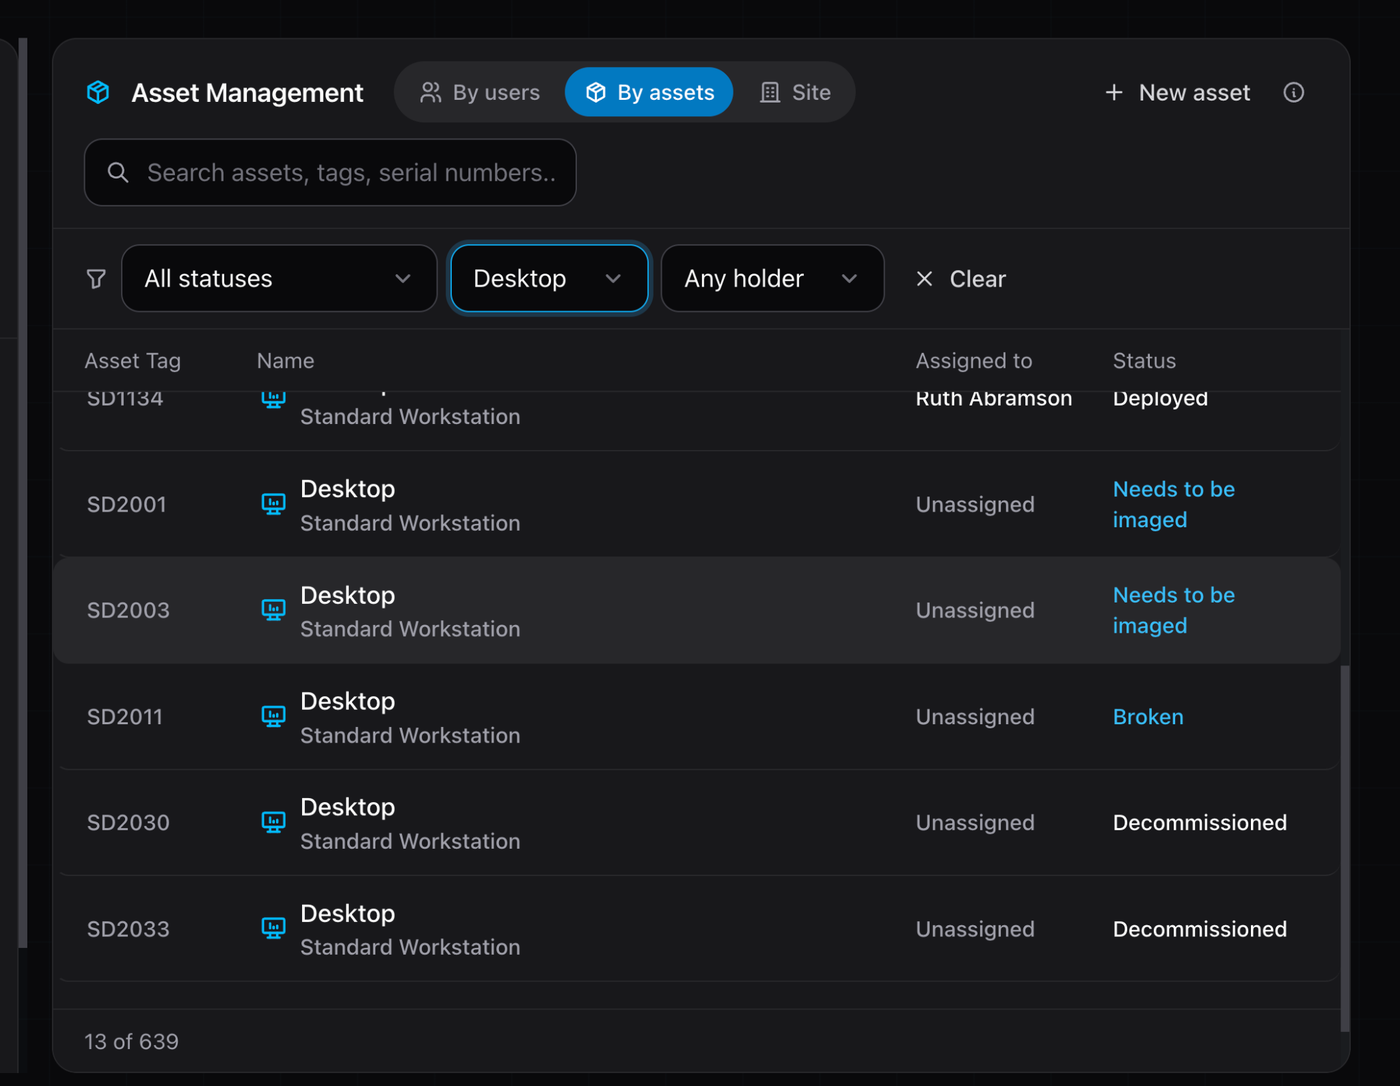 Asset Management
By users
By assets
Site
New asset
Search assets, tags, serial numbers..
All statuses
Desktop
Any holder
Clear
Asset Tag
Name
Assigned to
Status
SD1134
Standard Workstation
Ruth Abramson
Deployed
SD2001
Desktop
Standard Workstation
Unassigned
Needs to be
imaged
SD2003
Desktop
Standard Workstation
Unassigned
Needs to be
imaged
SD2011
Desktop
Standard Workstation
Unassigned
Broken
SD2030
Desktop
Standard Workstation
Unassigned
Decommissioned
SD2033
Desktop
Standard Workstation
Unassigned
Decommissioned
13 of 639